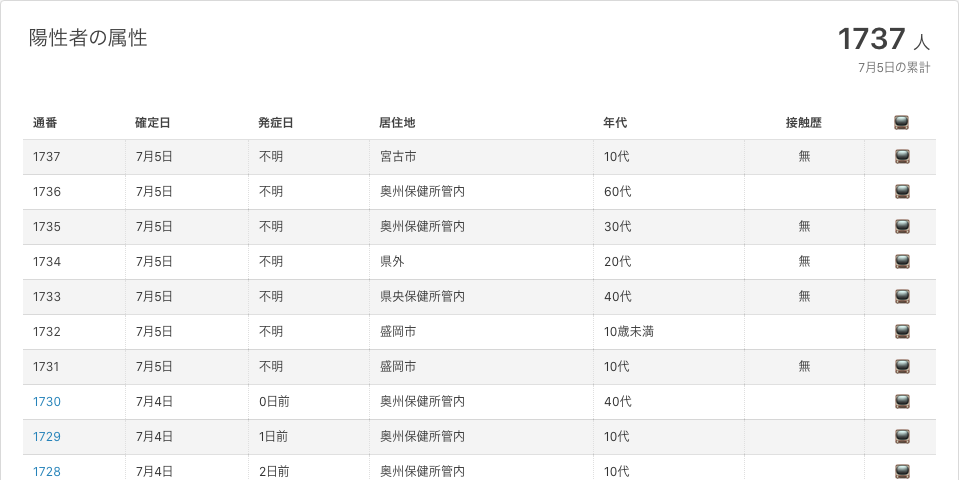 陽性者の属性
1737 人
7月5日の累計
通番 確定日 発症日 居住地 年代 接触歴
1737 7月5日 不明 宮古市 10代 無
1736 7月5日 不明 奥州保健所管内 60代
1735 7月5日 不明 奥州保健所管内 30代 無
1734 7月5日 不明 県外 20代 無
1733 7月5日 不明 県央保健所管内 40代 無
1732 7月5日 不明 盛岡市 10歳未満
1731 7月5日 不明 盛岡市 10代 無
1730 7月4日 0日前 奥州保健所管内 40代
1729 7月4日 1日前 奥州保健所管内 10代
1728 7月4日 2日前 奥州保健所管内 10代